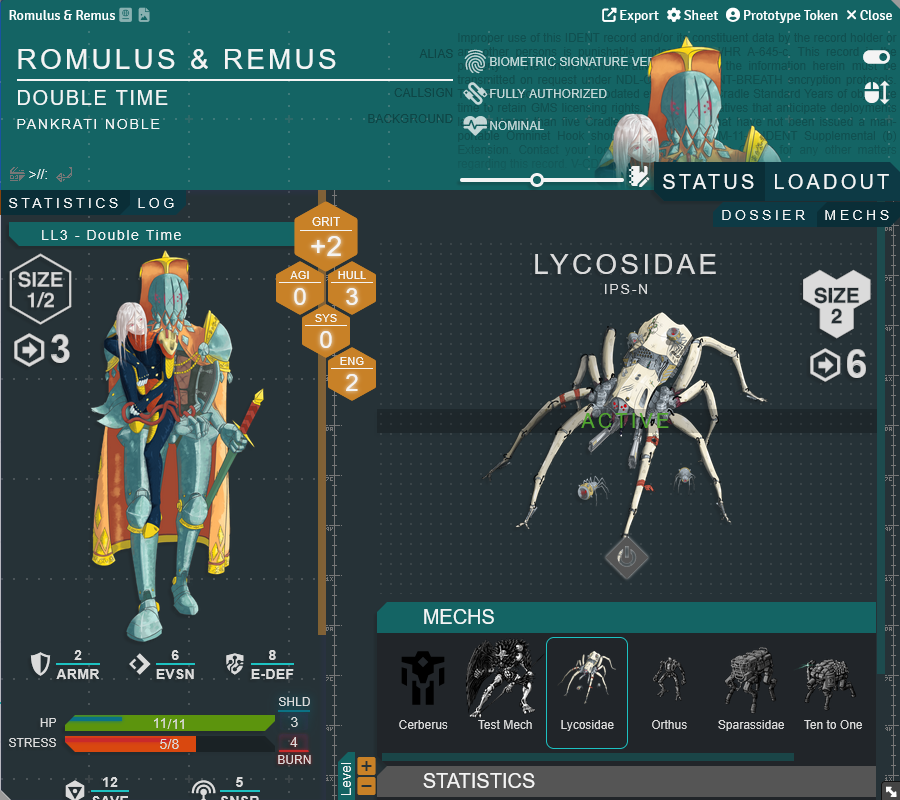 Romulus & Remus
Export Sheet Prototype Token Close
ROMULUS & REMUS
DOUBLE TIME
PANKRATI NOBLE
ALIAS
CALLSIGN
BACKGROUND
BIOMETRIC SIGNATURE VER
FULLY AUTHORIZED
NOMINAL
>//:
STATUS LOADOUT
DOSSIER MECHS
STATISTICS LOG
LL3 - Double Time
SIZE
1/2
3
GRIT
+2
AGI
0
HULL
3
SYS
0
ENG
2
LYCOSIDAE
IPS-N
SIZE
2
6
ACTIVE
2
ARMR
6
EVSN
8
E-DEF
SHLD
HP 11/11 3
STRESS 5/8 4
BURN
12
SAVE
5
SNSR
Level
MECHS
Cerberus Test Mech Lycosidae Orthus Sparassidae Ten to One
STATISTICS